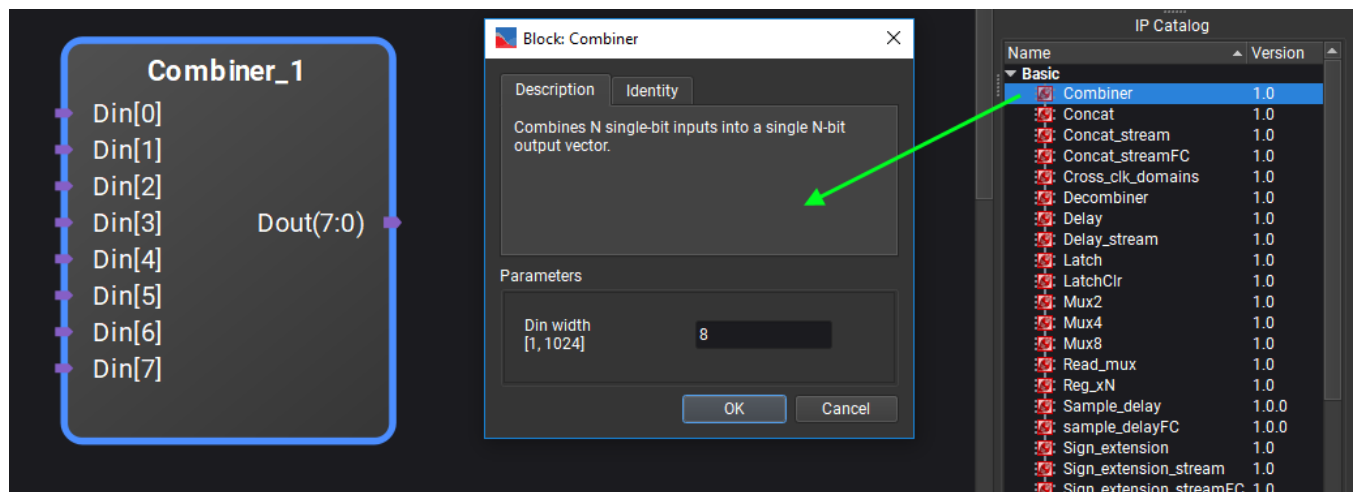 Combiner_1
Din[0]
Din[1]
Din[2]
Din[3]
Dout(7:0)
Din[4]
Din[5]
Din[6]
Din[7]
Block: Combiner
Description
Identity
Combines N single-bit inputs into a single N-bit
output vector.
Parameters
Din width
[1, 1024]
8
OK
Cancel
IP Catalog
Name Version
Basic
Combiner 1.0
Concat 1.0
Concat_stream 1.0
Concat_streamFC 1.0
Cross_clk_domains 1.0
Decombiner 1.0
Delay 1.0
Delay_stream 1.0
Latch 1.0
LatchClr 1.0
Mux2 1.0
Mux4 1.0
Mux8 1.0
Read_mux 1.0
Reg_xN 1.0
Sample_delay 1.0.0
sample_delayFC 1.0.0
Sign_extension 1.0
Sign_extension_stream 1.0
Sign_extension_streamFC 1.0